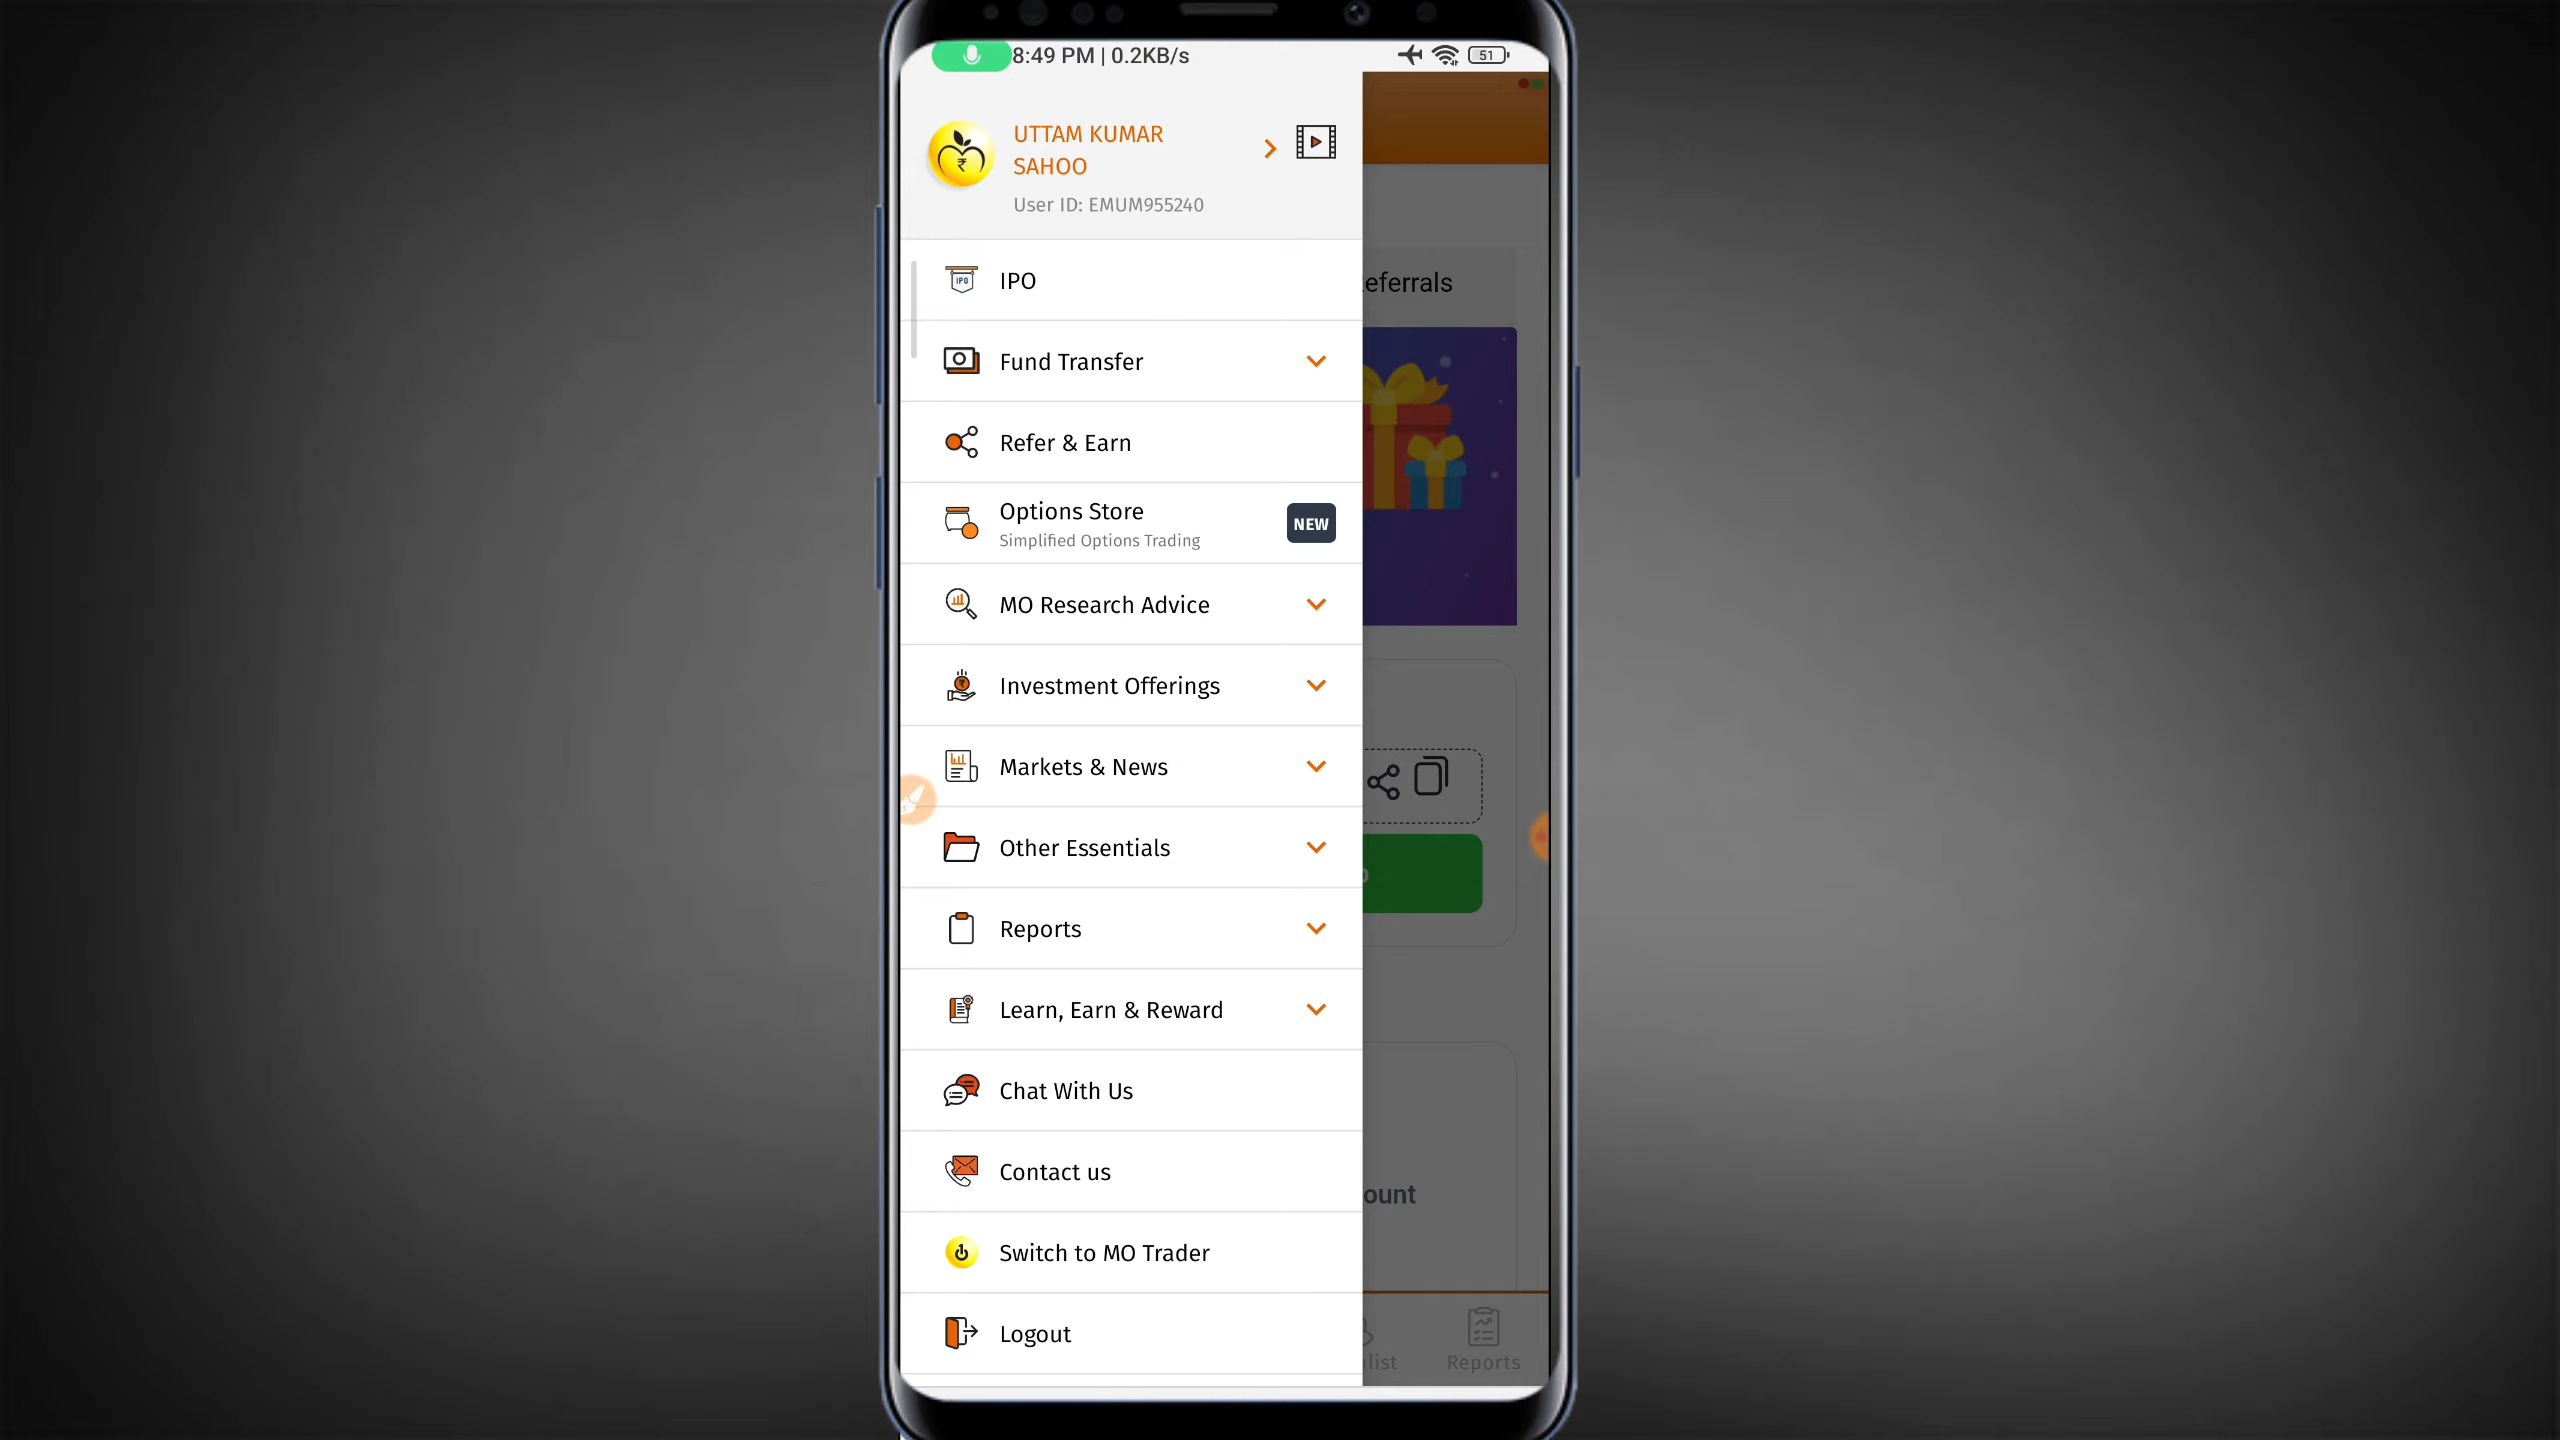 8:49 PM | 0.2KB/s
51
UTTAM KUMAR
SAHOO
User ID: EMUM955240
IPO
IPO
Fund Transfer
Refer & Earn
Options Store
Simplified Options Trading
NEW
MO Research Advice
Investment Offerings
Markets & News
Other Essentials
Reports
Learn, Earn & Reward
Chat With Us
Contact us
Switch to MO Trader
Logout
eferrals
ount
list
Reports